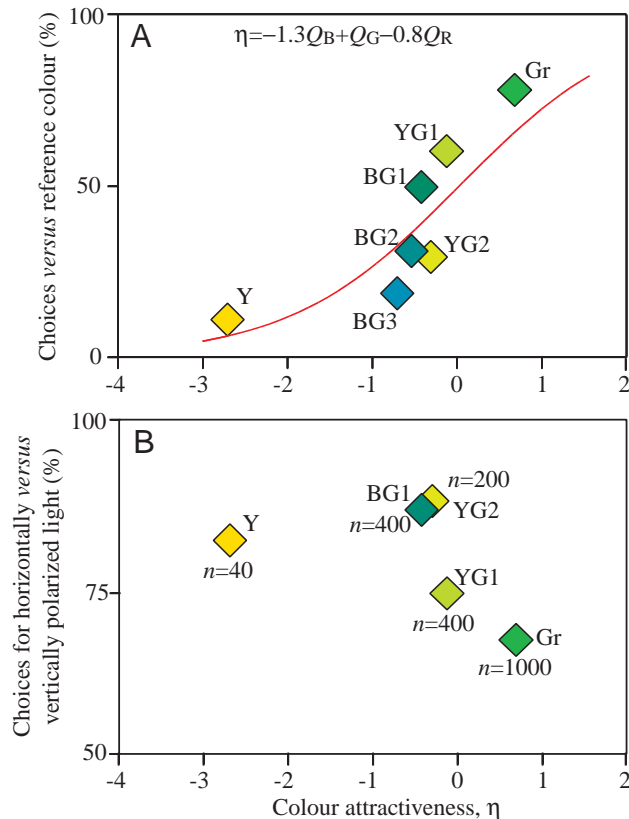 Choices versus reference colour (%)
100
50
0
A
η=−1.3QB+QG−0.8QR
Gr
YG1
BG1
BG2
YG2
BG3
Y
-4 -3 -2 -1 0 1 2
Choices for horizontally versus
vertically polarized light (%)
100
75
50
B
n=200
BG1
YG2
n=400
Y
n=40
YG1
n=400
Gr
n=1000
-4 -3 -2 -1 0 1 2
Colour attractiveness, η